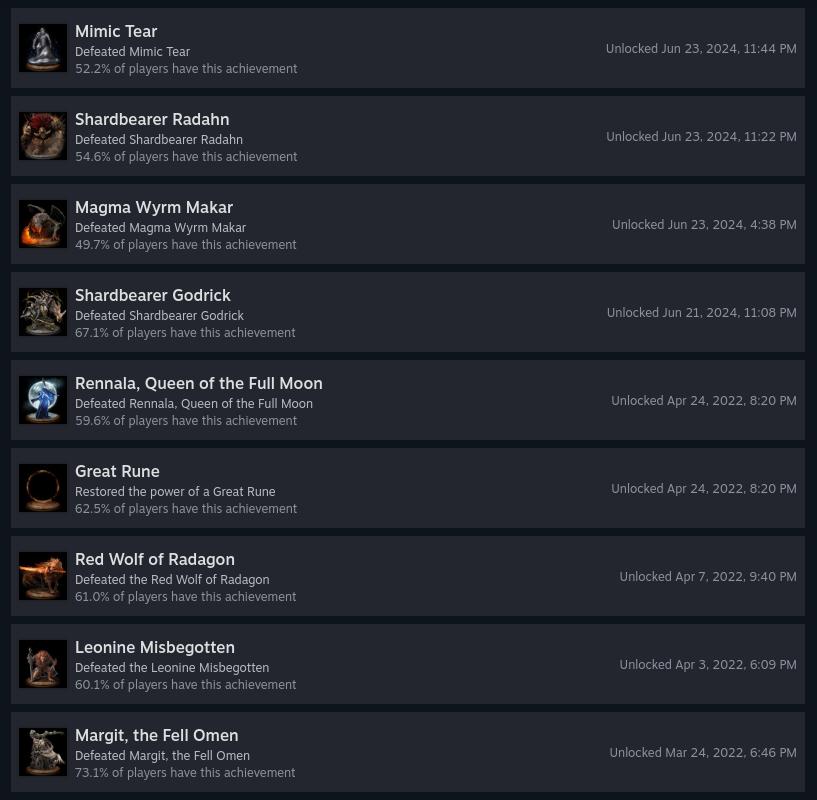 Mimic Tear
Defeated Mimic Tear
52.2% of players have this achievement
Unlocked Jun 23, 2024, 11:44 PM
Shardbearer Radahn
Defeated Shardbearer Radahn
54.6% of players have this achievement
Unlocked Jun 23, 2024, 11:22 PM
Magma Wyrm Makar
Defeated Magma Wyrm Makar
49.7% of players have this achievement
Unlocked Jun 23, 2024, 4:38 PM
Shardbearer Godrick
Defeated Shardbearer Godrick
67.1% of players have this achievement
Unlocked Jun 21, 2024, 11:08 PM
Rennala, Queen of the Full Moon
Defeated Rennala, Queen of the Full Moon
59.6% of players have this achievement
Unlocked Apr 24, 2022, 8:20 PM
Great Rune
Restored the power of a Great Rune
62.5% of players have this achievement
Unlocked Apr 24, 2022, 8:20 PM
Red Wolf of Radagon
Defeated the Red Wolf of Radagon
61.0% of players have this achievement
Unlocked Apr 7, 2022, 9:40 PM
Leonine Misbegotten
Defeated the Leonine Misbegotten
60.1% of players have this achievement
Unlocked Apr 3, 2022, 6:09 PM
Margit, the Fell Omen
Defeated Margit, the Fell Omen
73.1% of players have this achievement
Unlocked Mar 24, 2022, 6:46 PM